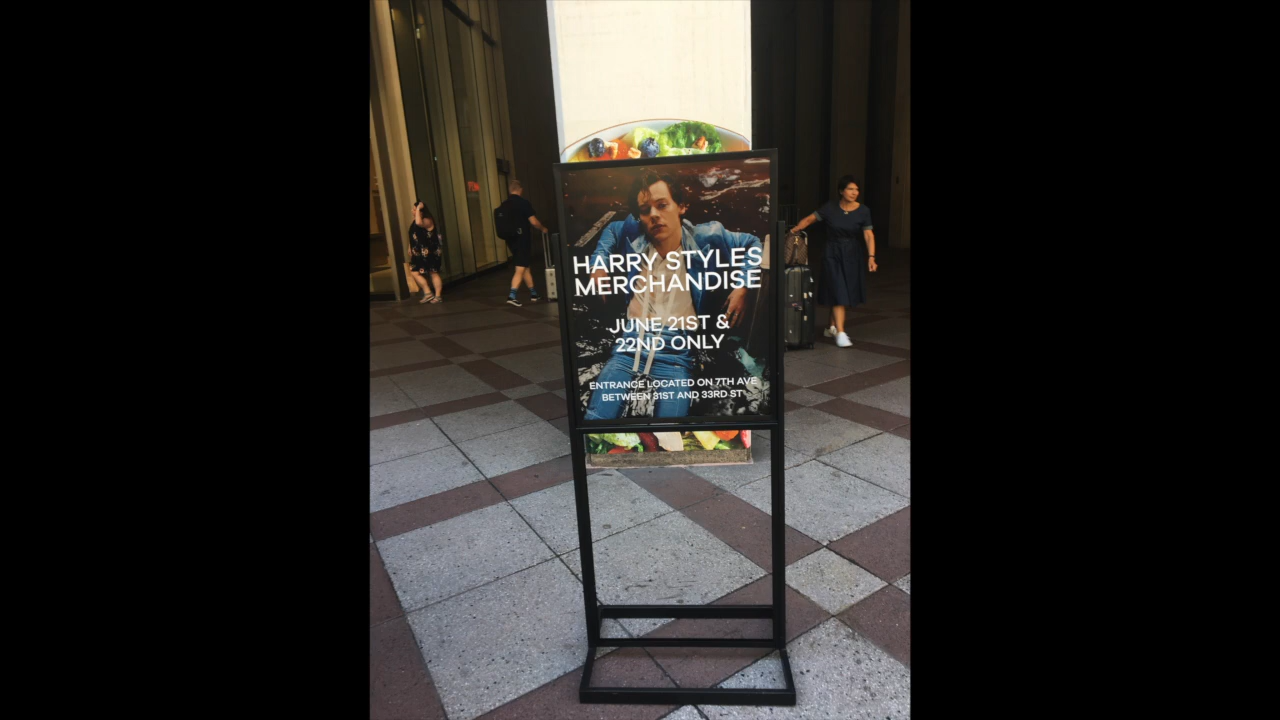 HARRY STYLES
MERCHANDISE
JUNE 21ST &
22ND ONLY
ENTRANCE LOCATED ON 7TH AVE
BETWEEN 31ST AND 33RD ST